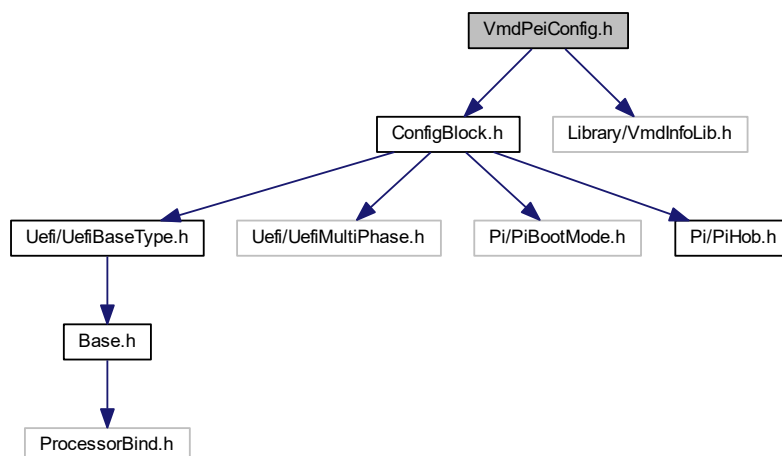 VmdPeiConfig.h
ConfigBlock.h
Library/VmdInfoLib.h
Uefi/UefiBaseType.h
Uefi/UefiMultiPhase.h
Pi/PiBootMode.h
Pi/PiHob.h
Base.h
ProcessorBind.h